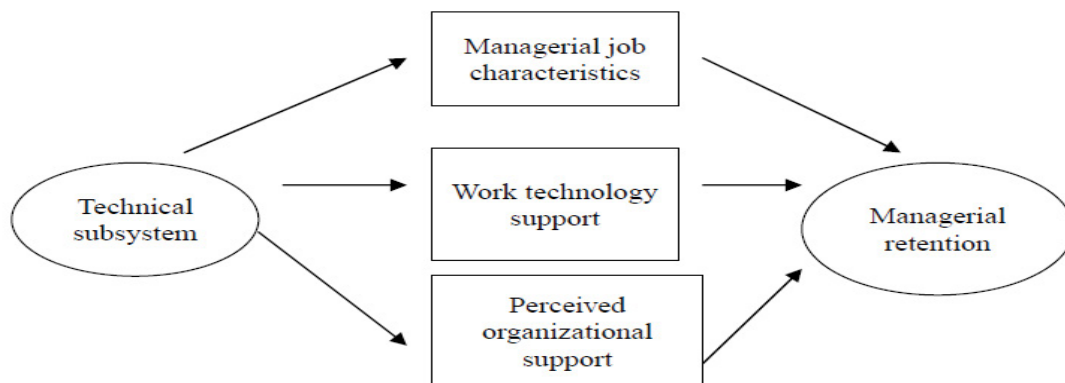 Managerial job
characteristics
Technical
subsystem
Work technology
support
Managerial
retention
Perceived
organizational
support